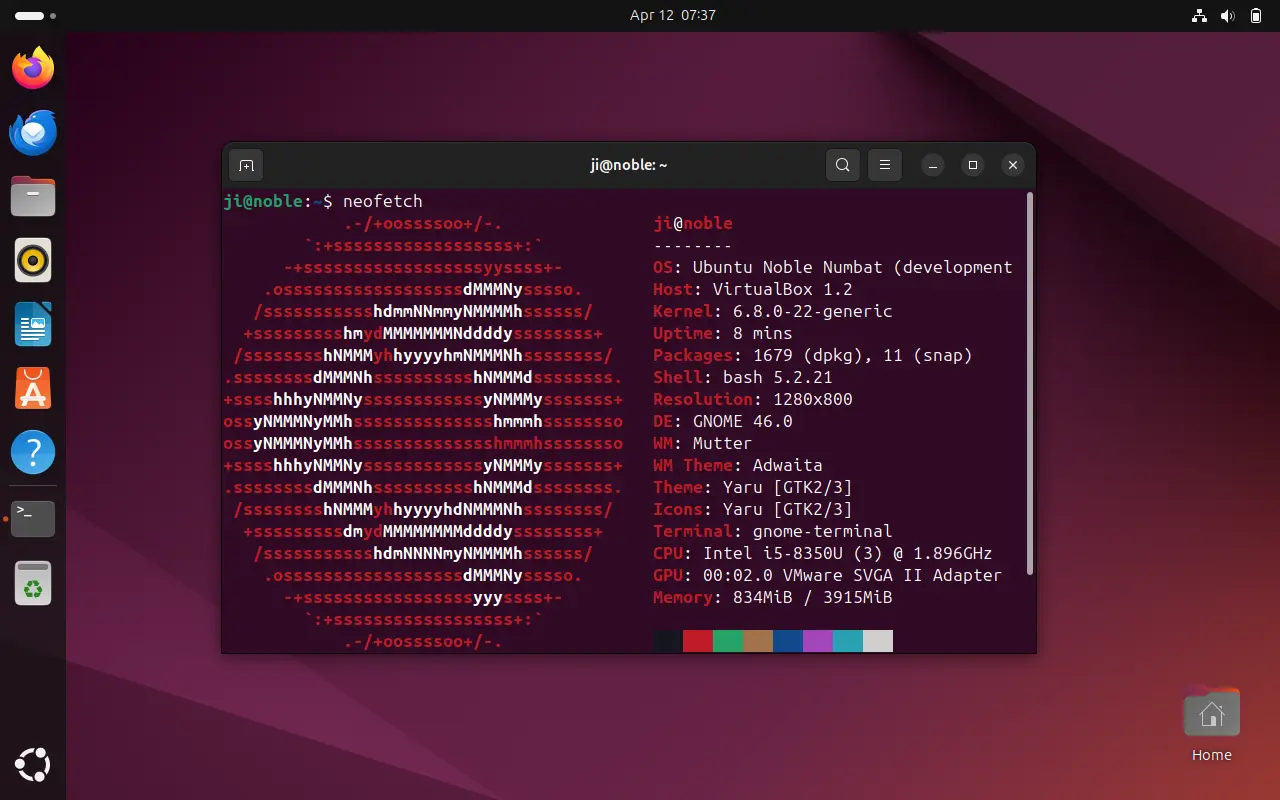 Apr 12 07:37
ji@noble: ~
ji@noble:~$ neofetch
.-/+oossssoo+/-. ji@noble
`:+ssssssssssssssssss+:` --------
-+ssssssssssssssssssyyssss+- OS: Ubuntu Noble Numbat (development
.ossssssssssssssssssdMMMNysssso. Host: VirtualBox 1.2
/ssssssssssshdmmNNmmyNMMMMhssssss/ Kernel: 6.8.0-22-generic
+ssssssssshmydMMMMMMMNddddyssssssss+ Uptime: 8 mins
/sssssssshNMMMyhhyyyyhmNMMMNhssssssss/ Packages: 1679 (dpkg), 11 (snap)
.ssssssssdMMMNhsssssssssshNMMMdssssssss. Shell: bash 5.2.21
+sssshhhyNMMNyssssssssssssyNMMMysssssss+ Resolution: 1280x800
ossyNMMMNyMMhsssssssssssssshmmmhssssssso DE: GNOME 46.0
ossyNMMMNyMMhsssssssssssssshmmmhssssssso WM: Mutter
+sssshhhyNMMNyssssssssssssyNMMMysssssss+ WM Theme: Adwaita
.ssssssssdMMMNhsssssssssshNMMMdssssssss. Theme: Yaru [GTK2/3]
/sssssssshNMMMyhhyyyyhdNMMMNhssssssss/ Icons: Yaru [GTK2/3]
+sssssssssdmydMMMMMMMMddddyssssssss+ Terminal: gnome-terminal
/ssssssssssshdmNNNNmyNMMMMhssssss/ CPU: Intel i5-8350U (3) @ 1.896GHz
.ossssssssssssssssssdMMMNysssso. GPU: 00:02.0 VMware SVGA II Adapter
-+sssssssssssssssssyyyssss+- Memory: 834MiB / 3915MiB
`:+ssssssssssssssssss+:`
.-/+oossssoo+/-.
Home